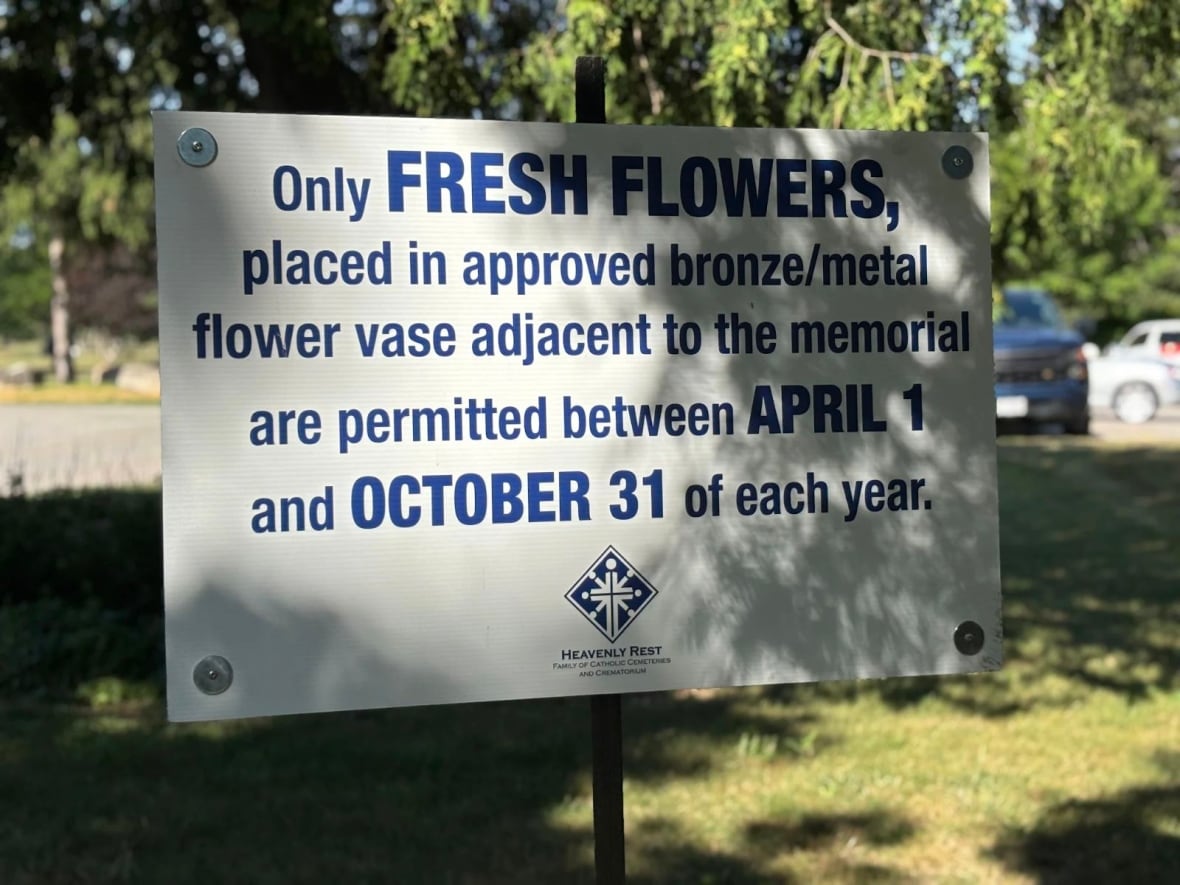 Only FRESH FLOWERS,
placed in approved bronze/metal
flower vase adjacent to the memorial
are permitted between APRIL 1
and OCTOBER 31 of each year.
HEAVENLY REST
FAMILY OF CATHOLIC CEMETERIES
AND CREMATORIUM